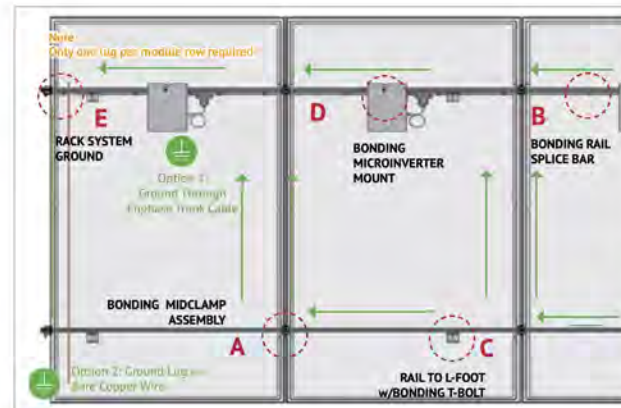 Note
Only one lug per module row required
E
RACK SYSTEM
GROUND
D
BONDING
MICROINVERTER
MOUNT
B
BONDING RAIL
SPLICE BAR
Option 1:
Ground Through
Enphase Trunk Cable
BONDING MIDCLAMP
ASSEMBLY
A
C
Option 2: Ground Lug
Bare Copper Wire
RAIL TO L-FOOT
w/BONDING T-BOLT